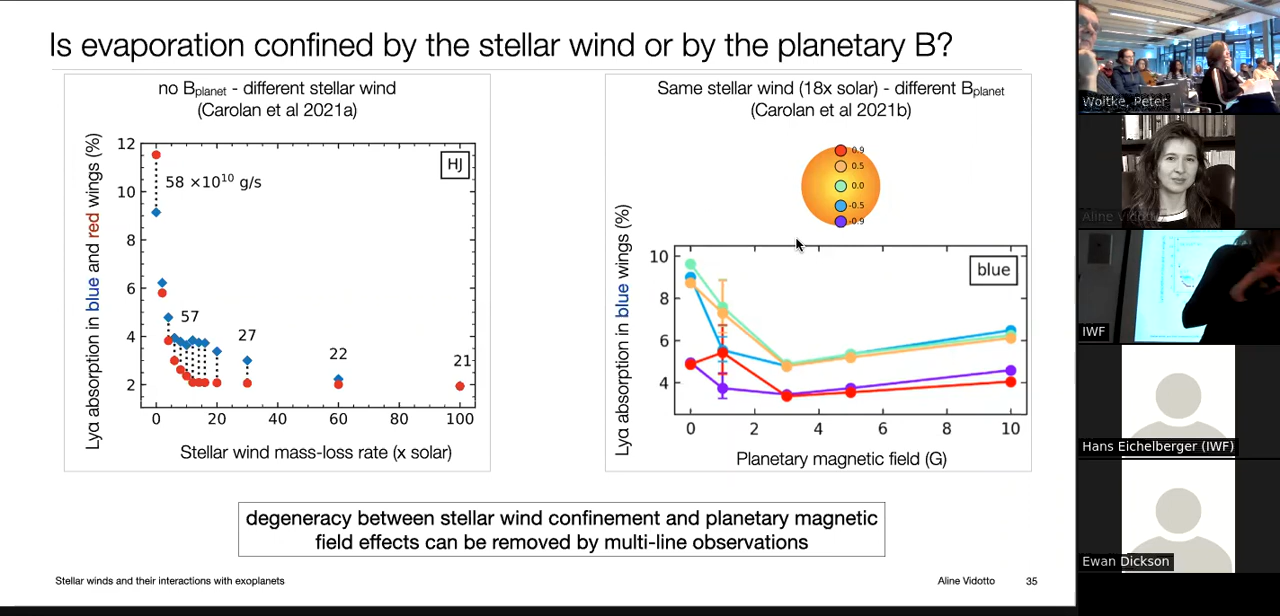 Is evaporation confined by the stellar wind or by the planetary B?
no Bplanet - different stellar wind
(Carolan et al 2021a)
Lyα absorption in blue and red wings (%)
12
10
8
6
4
2
HJ
58 ×10¹⁰ g/s
57
27
22
21
0
20
40
60
80
100
Stellar wind mass-loss rate (x solar)
Same stellar wind (18x solar) - different Bplanet
(Carolan et al 2021b)
0.9
0.5
0.0
-0.5
-0.9
Lyα absorption in blue wings (%)
10
8
6
4
blue
0
2
4
6
8
10
Planetary magnetic field (G)
degeneracy between stellar wind confinement and planetary magnetic
field effects can be removed by multi-line observations
Stellar winds and their interactions with exoplanets
Aline Vidotto
35
Woitke, Peter
Aline Vidotto
IWF
Hans Eichelberger (IWF)
Ewan Dickson